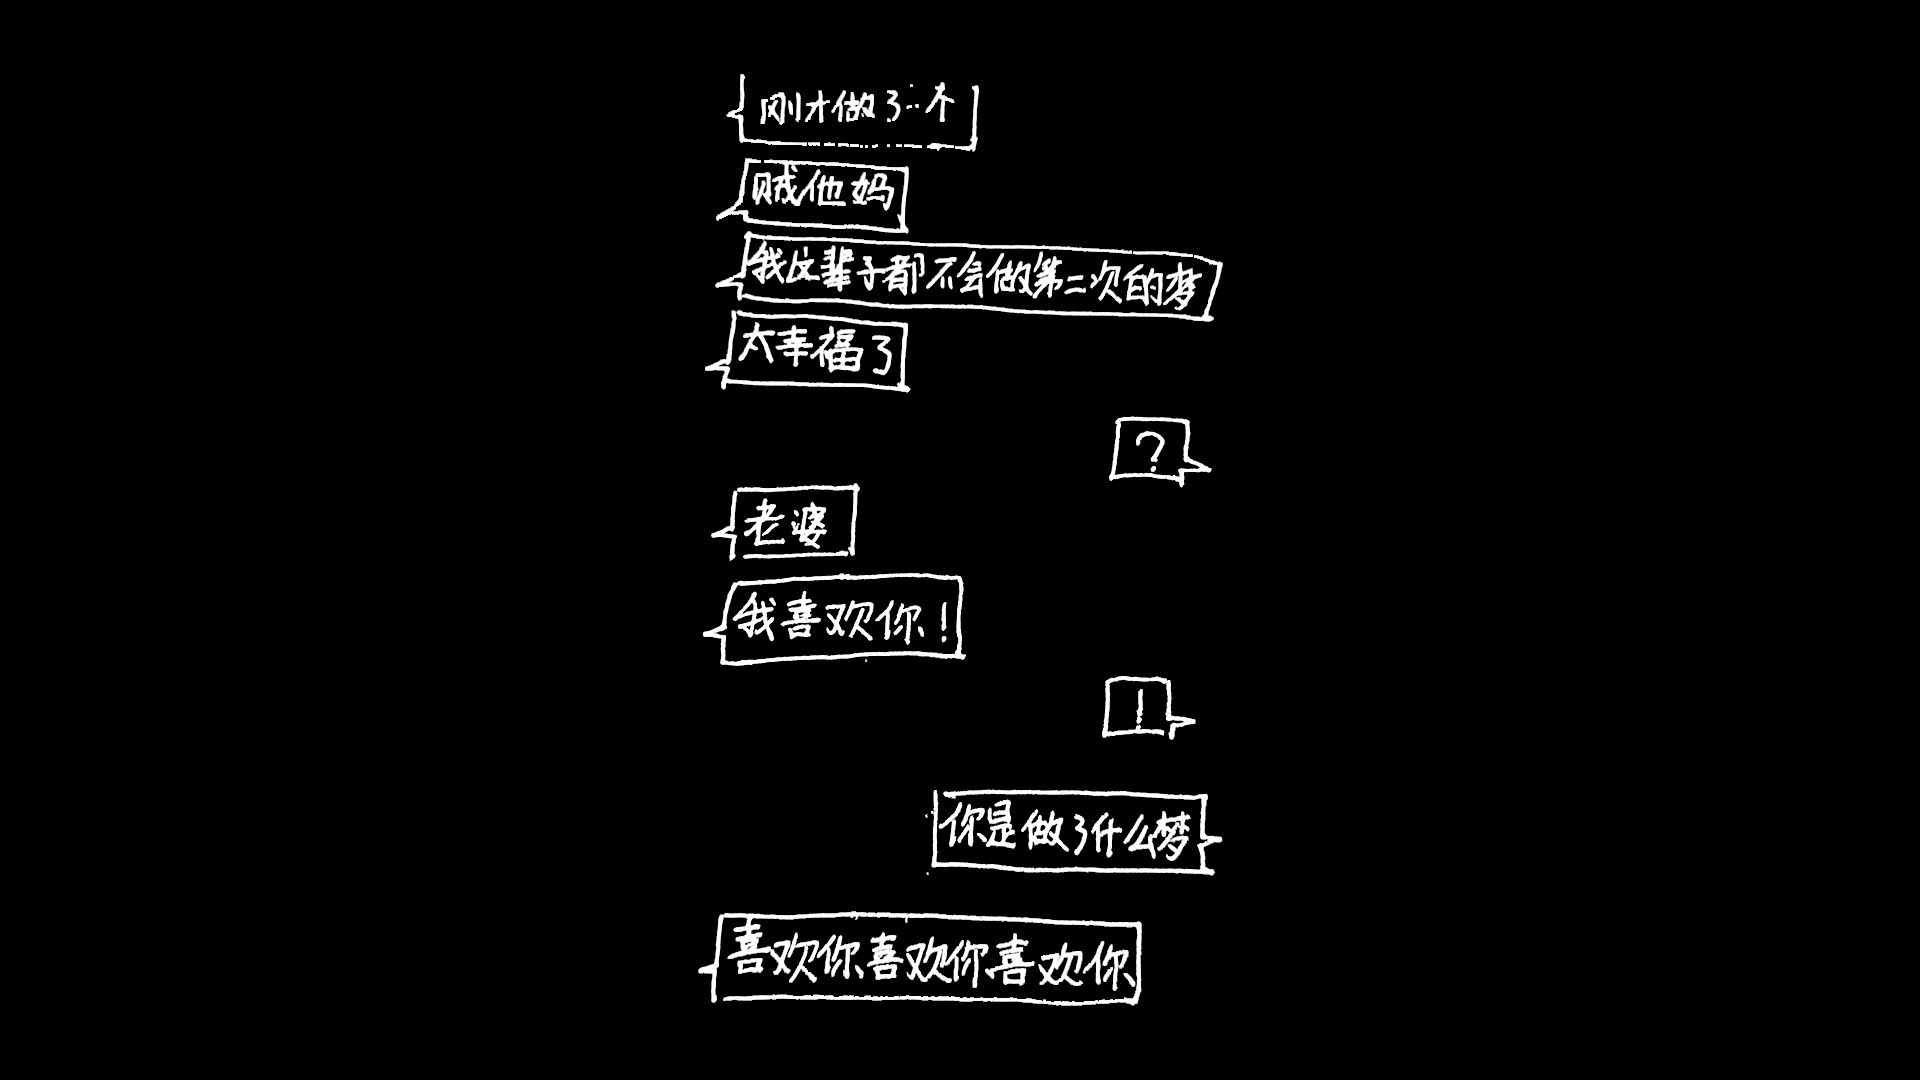 刚才做了一个
贼他妈
我这辈子都不会做第二次的梦
太幸福了
?
老婆
我喜欢你!
你是做了什么梦
喜欢你喜欢你喜欢你